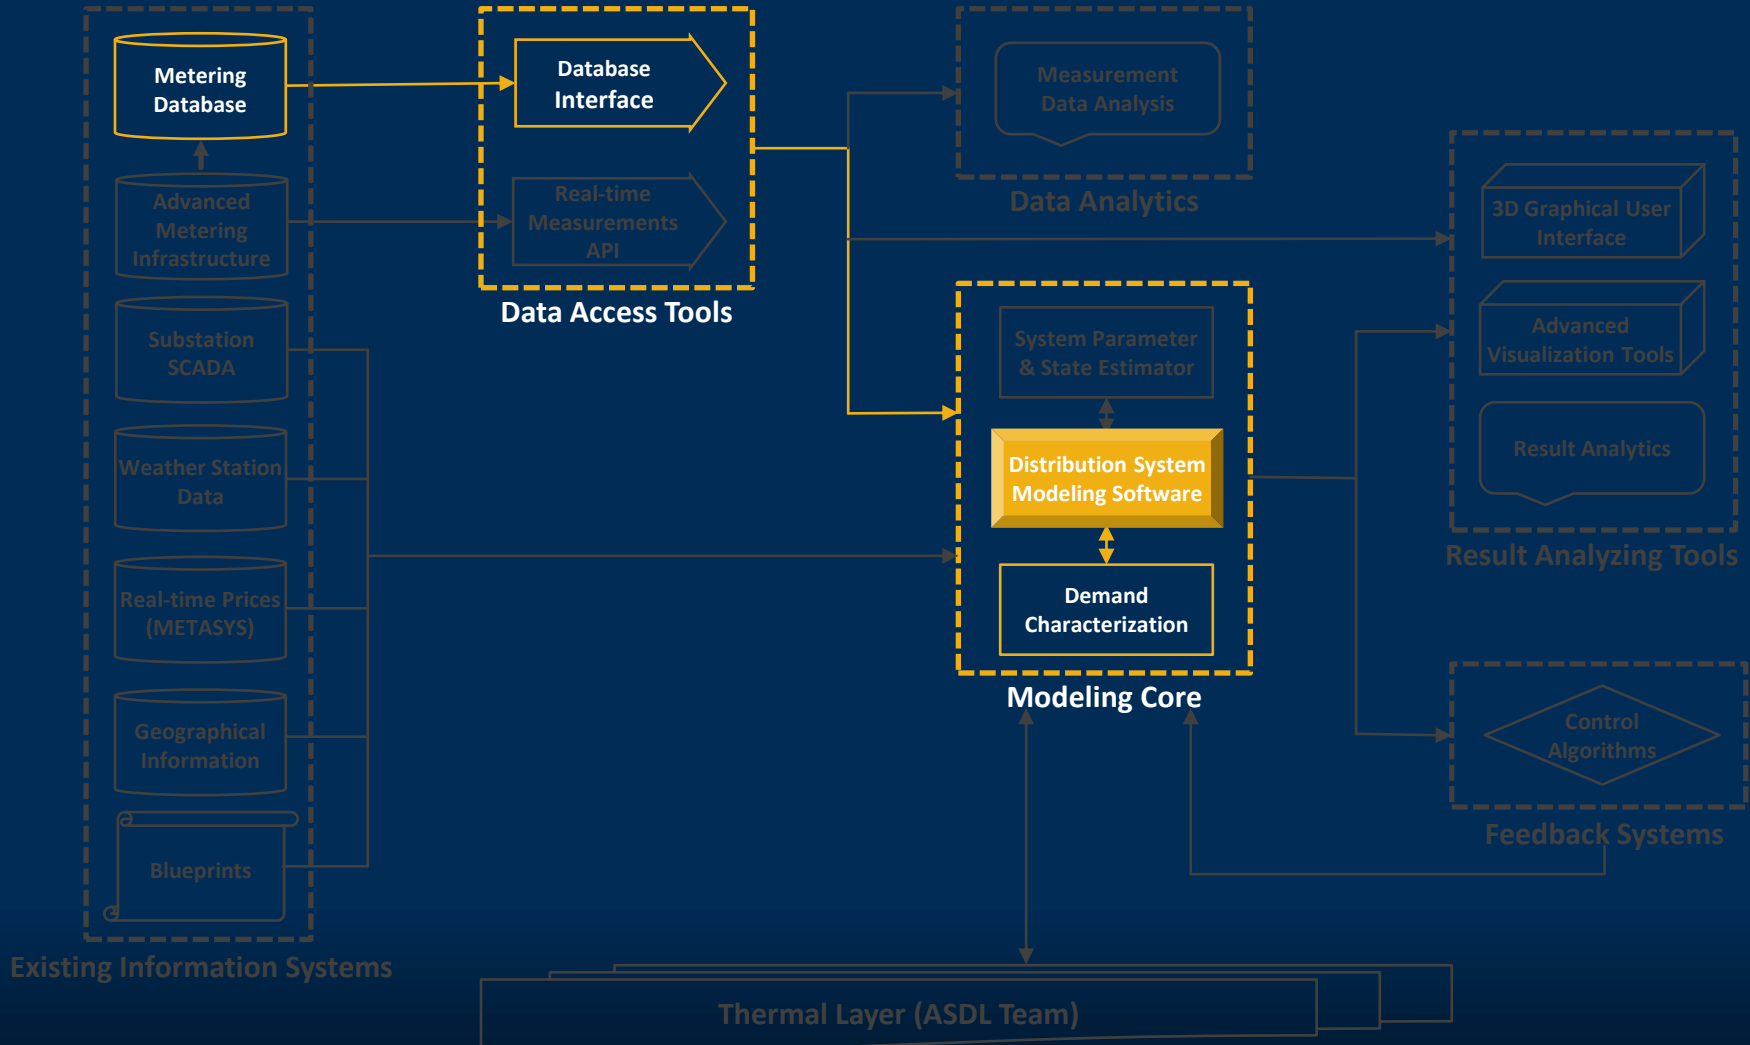 Metering
Database
Advanced
Metering
Infrastructure
Substation
SCADA
Weather Station
Data
Real-time Prices
(METASYS)
Geographical
Information
Blueprints
Existing Information Systems
Database
Interface
Real-time
Measurements
API
Data Access Tools
Measurement
Data Analysis
Data Analytics
System Parameter
& State Estimator
Distribution System
Modeling Software
Demand
Characterization
Modeling Core
3D Graphical User
Interface
Advanced
Visualization Tools
Result Analytics
Result Analyzing Tools
Control
Algorithms
Feedback Systems
Thermal Layer (ASDL Team)